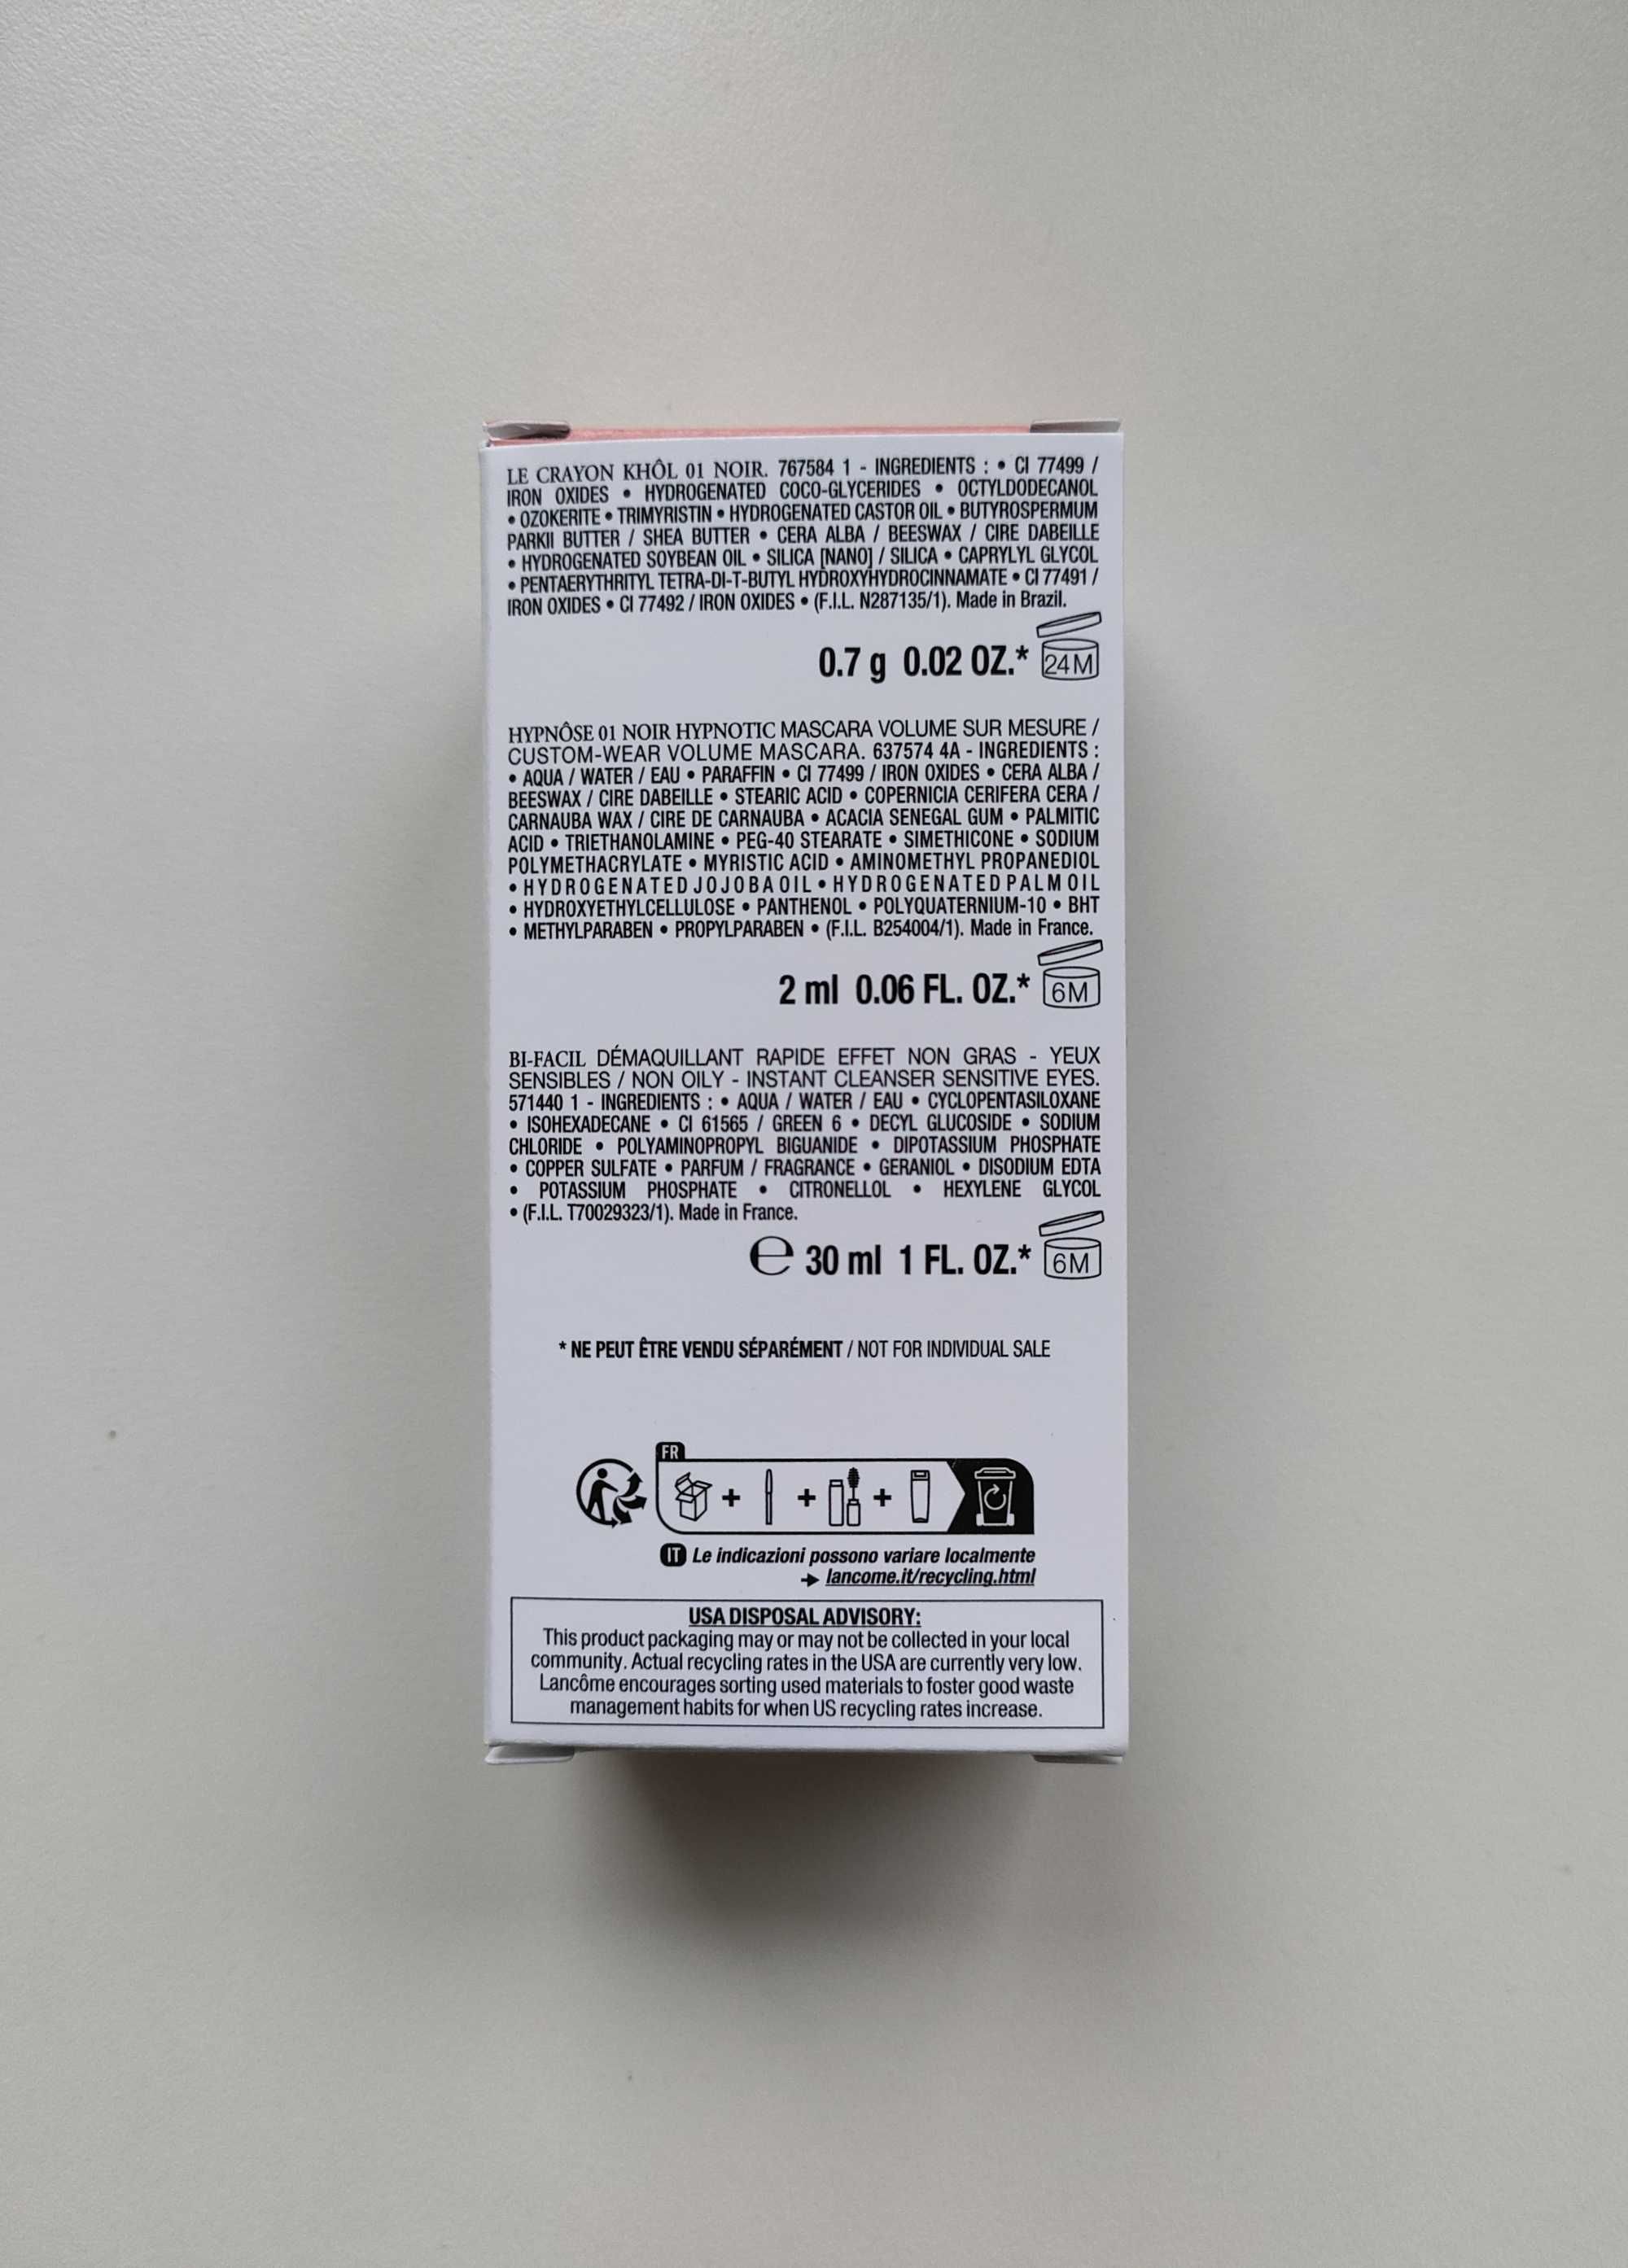 LE CRAYON KHÔL 01 NOIR. 767584 1 - INGREDIENTS : • CI 77499 /
IRON OXIDES • HYDROGENATED COCO-GLYCERIDES • OCTYLDODECANOL
• OZOKERITE • TRIMYRISTIN • HYDROGENATED CASTOR OIL • BUTYROSPERMUM
PARKII BUTTER / SHEA BUTTER • CERA ALBA / BEESWAX / CIRE DABEILLE
• HYDROGENATED SOYBEAN OIL • SILICA [NANO] / SILICA • CAPRYLYL GLYCOL
• PENTAERYTHRITYL TETRA-DI-T-BUTYL HYDROXYHYDROCINNAMATE • CI 77491 /
IRON OXIDES • CI 77492 / IRON OXIDES • (F.I.L. N287135/1). Made in Brazil.
0.7 g 0.02 OZ.* 24M
HYPNÔSE 01 NOIR HYPNOTIC MASCARA VOLUME SUR MESURE /
CUSTOM-WEAR VOLUME MASCARA. 637574 4A - INGREDIENTS :
• AQUA / WATER / EAU • PARAFFIN • CI 77499 / IRON OXIDES • CERA ALBA /
BEESWAX / CIRE DABEILLE • STEARIC ACID • COPERNICIA CERIFERA CERA /
CARNAUBA WAX / CIRE DE CARNAUBA • ACACIA SENEGAL GUM • PALMITIC
ACID • TRIETHANOLAMINE • PEG-40 STEARATE • SIMETHICONE • SODIUM
POLYMETHACRYLATE • MYRISTIC ACID • AMINOMETHYL PROPANEDIOL
• HYDROGENATED JOJOBA OIL • HYDROGENATED PALM OIL
• HYDROXYETHYLCELLULOSE • PANTHENOL • POLYQUATERNIUM-10 • BHT
• METHYLPARABEN • PROPYLPARABEN • (F.I.L. B254004/1). Made in France.
2 ml 0.06 FL. OZ.* 6M
BI-FACIL DÉMAQUILLANT RAPIDE EFFET NON GRAS - YEUX
SENSIBLES / NON OILY - INSTANT CLEANSER SENSITIVE EYES.
571440 1 - INGREDIENTS : • AQUA / WATER / EAU • CYCLOPENTASILOXANE
• ISOHEXADECANE • CI 61565 / GREEN 6 • DECYL GLUCOSIDE • SODIUM
CHLORIDE • POLYAMINOPROPYL BIGUANIDE • DIPOTASSIUM PHOSPHATE
• COPPER SULFATE • PARFUM / FRAGRANCE • GERANIOL • DISODIUM EDTA
• POTASSIUM PHOSPHATE • CITRONELLOL • HEXYLENE GLYCOL
• (F.I.L. T70029323/1). Made in France.
℮ 30 ml 1 FL. OZ.* 6M
* NE PEUT ÊTRE VENDU SÉPARÉMENT / NOT FOR INDIVIDUAL SALE
FR
+ + +
IT Le indicazioni possono variare localmente
→ lancome.it/recycling.html
USA DISPOSAL ADVISORY:
This product packaging may or may not be collected in your local
community. Actual recycling rates in the USA are currently very low.
Lancôme encourages sorting used materials to foster good waste
management habits for when US recycling rates increase.